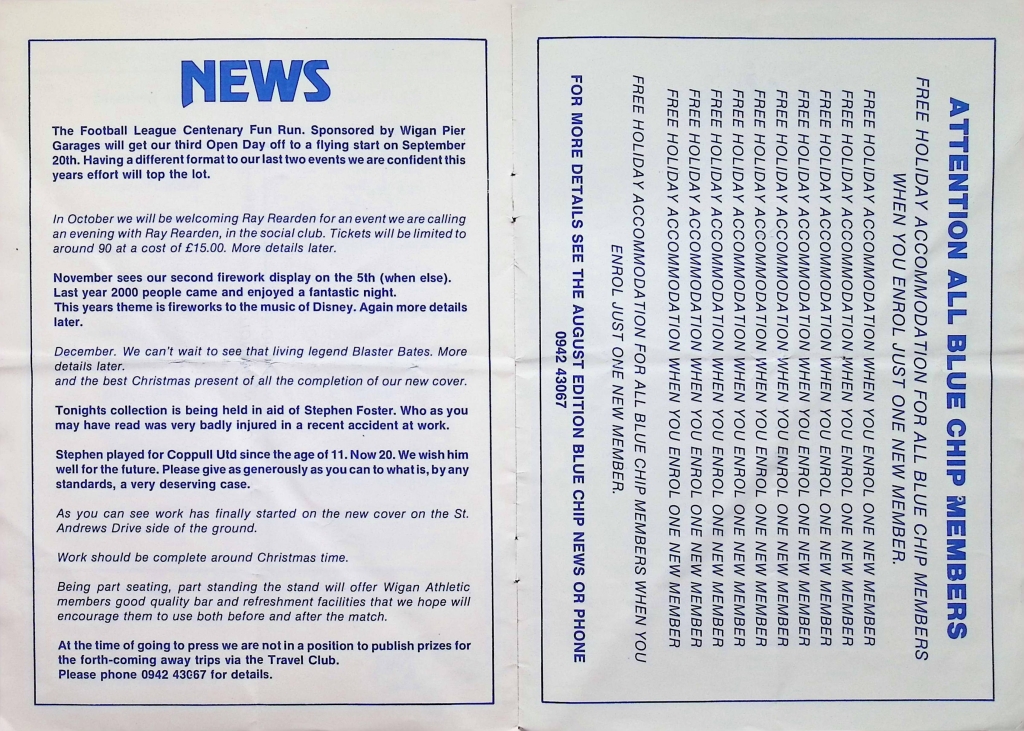 NEWS
The Football League Centenary Fun Run. Sponsored by Wigan Pier
Garages will get our third Open Day off to a flying start on September
20th. Having a different format to our last two events we are confident this
years effort will top the lot.
In October we will be welcoming Ray Rearden for an event we are calling
an evening with Ray Rearden, in the social club. Tickets will be limited to
around 90 at a cost of £15.00. More details later.
November sees our second firework display on the 5th (when else).
Last year 2000 people came and enjoyed a fantastic night.
This years theme is fireworks to the music of Disney. Again more details
later.
December. We can't wait to see that living legend Blaster Bates. More
details later.
and the best Christmas present of all the completion of our new cover.
Tonights collection is being held in aid of Stephen Foster. Who as you
may have read was very badly injured in a recent accident at work.
Stephen played for Coppull Utd since the age of 11. Now 20. We wish him
well for the future. Please give as generously as you can to what is, by any
standards, a very deserving case.
As you can see work has finally started on the new cover on the St.
Andrews Drive side of the ground.
Work should be complete around Christmas time.
Being part seating, part standing the stand will offer Wigan Athletic
members good quality bar and refreshment facilities that we hope will
encourage them to use both before and after the match.
At the time of going to press we are not in a position to publish prizes for
the forth-coming away trips via the Travel Club.
Please phone 0942 43067 for details.
ATTENTION ALL BLUE CHIP MEMBERS
FREE HOLIDAY ACCOMMODATION FOR ALL BLUE CHIP MEMBERS
WHEN YOU ENROL JUST ONE NEW MEMBER.
FREE HOLIDAY ACCOMMODATION WHEN YOU ENROL ONE NEW MEMBER
FREE HOLIDAY ACCOMMODATION WHEN YOU ENROL ONE NEW MEMBER
FREE HOLIDAY ACCOMMODATION WHEN YOU ENROL ONE NEW MEMBER
FREE HOLIDAY ACCOMMODATION WHEN YOU ENROL ONE NEW MEMBER
FREE HOLIDAY ACCOMMODATION WHEN YOU ENROL ONE NEW MEMBER
FREE HOLIDAY ACCOMMODATION WHEN YOU ENROL ONE NEW MEMBER
FREE HOLIDAY ACCOMMODATION WHEN YOU ENROL ONE NEW MEMBER
FREE HOLIDAY ACCOMMODATION WHEN YOU ENROL ONE NEW MEMBER
FREE HOLIDAY ACCOMMODATION WHEN YOU ENROL ONE NEW MEMBER
FREE HOLIDAY ACCOMMODATION WHEN YOU ENROL ONE NEW MEMBER
FREE HOLIDAY ACCOMMODATION FOR ALL BLUE CHIP MEMBERS WHEN YOU
ENROL JUST ONE NEW MEMBER.
FOR MORE DETAILS SEE THE AUGUST EDITION BLUE CHIP NEWS OR PHONE
0942 43067